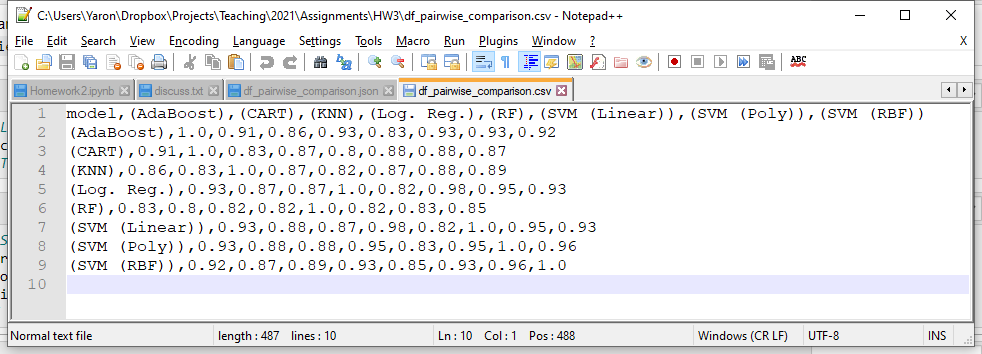 C:\Users\Yaron\Dropbox\Projects\Teaching\2021\Assignments\HW3\df_pairwise_comparison.csv - Notepad++
File Edit Search View Encoding Language Settings Tools Macro Run Plugins Window ? X
ABC
Homework2.ipynb discuss.txt df_pairwise_comparison.json df_pairwise_comparison.csv
1 model,(AdaBoost),(CART),(KNN),(Log. Reg.),(RF),(SVM (Linear)),(SVM (Poly)),(SVM (RBF))
2 (AdaBoost),1.0,0.91,0.86,0.93,0.83,0.93,0.93,0.92
3 (CART),0.91,1.0,0.83,0.87,0.8,0.88,0.88,0.87
4 (KNN),0.86,0.83,1.0,0.87,0.82,0.87,0.88,0.89
5 (Log. Reg.),0.93,0.87,0.87,1.0,0.82,0.98,0.95,0.93
6 (RF),0.83,0.8,0.82,0.82,1.0,0.82,0.83,0.85
7 (SVM (Linear)),0.93,0.88,0.87,0.98,0.82,1.0,0.95,0.93
8 (SVM (Poly)),0.93,0.88,0.88,0.95,0.83,0.95,1.0,0.96
9 (SVM (RBF)),0.92,0.87,0.89,0.93,0.85,0.93,0.96,1.0
10
Normal text file length : 487 lines : 10 Ln : 10 Col : 1 Pos : 488 Windows (CR LF) UTF-8 INS